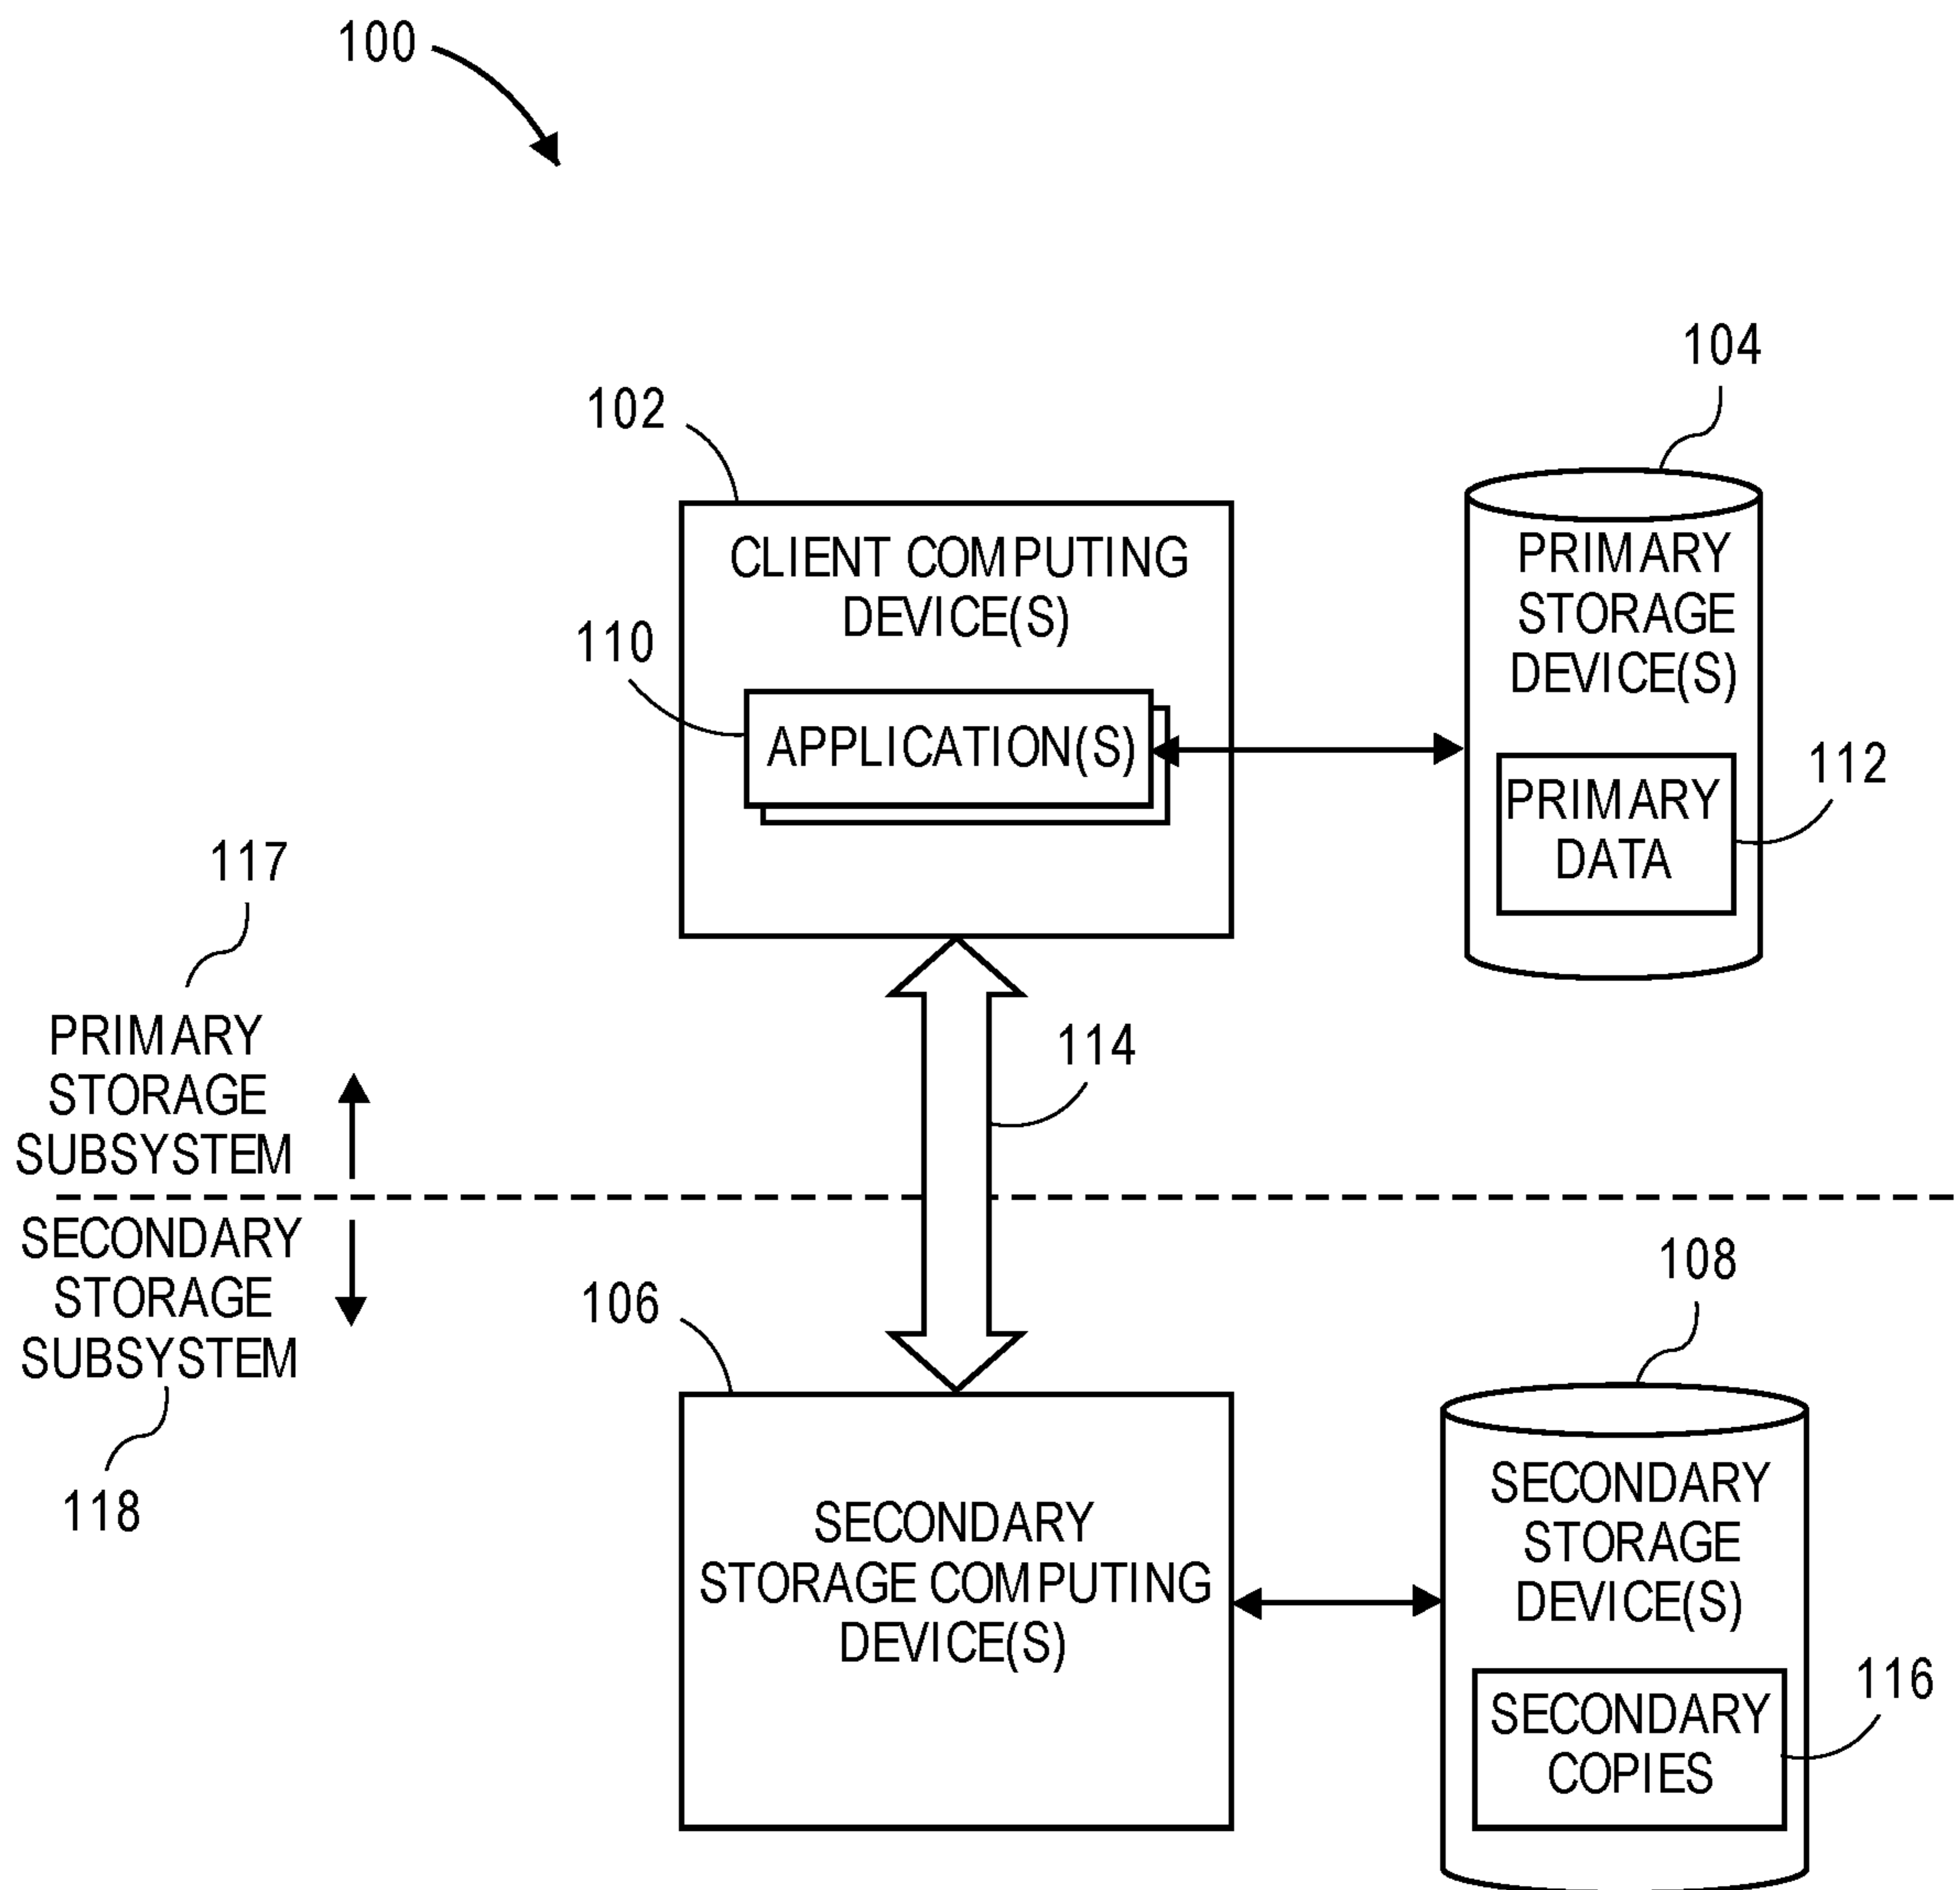 100
104
102
CLIENT COMPUTING
DEVICE(S)
110
APPLICATION(S)
PRIMARY
STORAGE
DEVICE(S)
PRIMARY
DATA
112
117
PRIMARY
STORAGE
SUBSYSTEM
114
SECONDARY
STORAGE
SUBSYSTEM
118
106
SECONDARY
STORAGE COMPUTING
DEVICE(S)
108
SECONDARY
STORAGE
DEVICE(S)
SECONDARY
COPIES
116